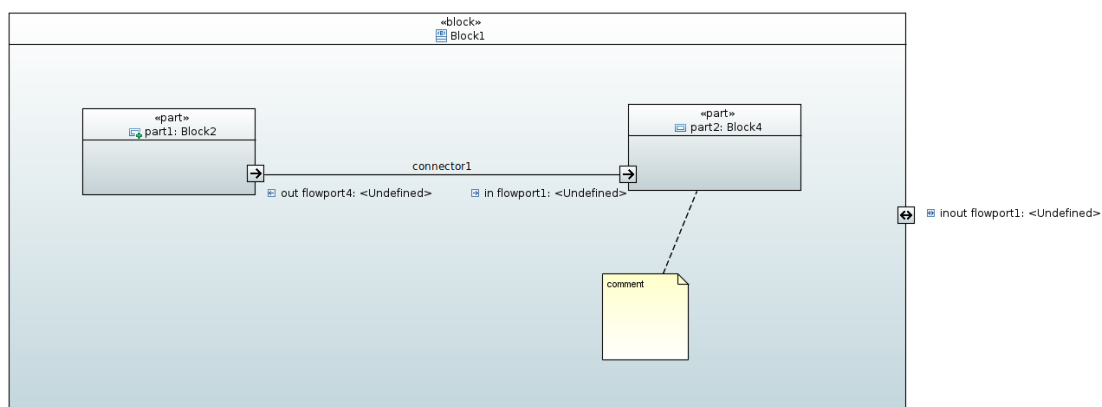 «block»
Block1
«part»
part1: Block2
«part»
part2: Block4
connector1
out flowport4: <Undefined>
in flowport1: <Undefined>
inout flowport1: <Undefined>
comment